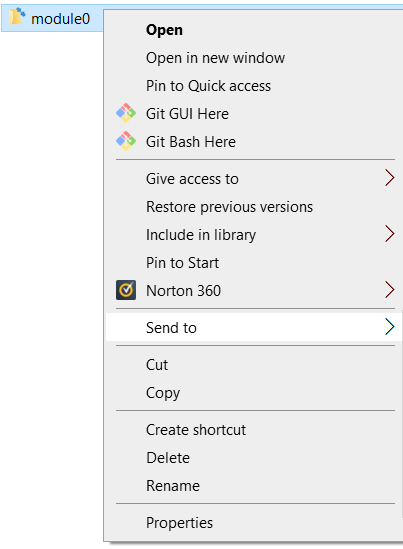 module0
Open
Open in new window
Pin to Quick access
Git GUI Here
Git Bash Here
Give access to
Restore previous versions
Include in library
Pin to Start
Norton 360
Send to
Cut
Copy
Create shortcut
Delete
Rename
Properties